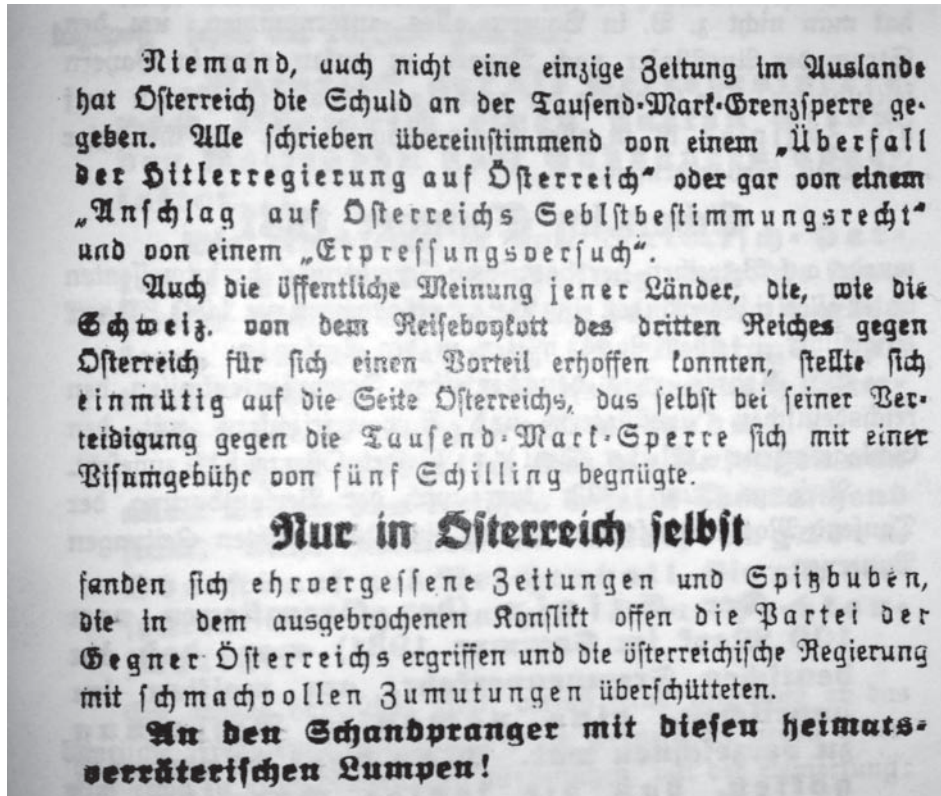 Niemand, auch nicht eine einzige Zeitung im Auslande
hat Österreich die Schuld an der Tausend-Mark-Grenzsperre ge-
geben. Alle schrieben übereinstimmend von einem „Überfall
der Hitlerregierung auf Österreich“ oder gar von einem
„Anschlag auf Österreichs Seblstbestimmungsrecht“
und von einem „Erpressungsversuch“.
Auch die öffentliche Meinung jener Länder, die, wie die
Schweiz, von dem Reiseboykott des dritten Reiches gegen
Österreich für sich einen Vorteil erhoffen konnten, stellte sich
einmütig auf die Seite Österreichs, das selbst bei seiner Ver-
teidigung gegen die Tausend-Mark-Sperre sich mit einer
Visumgebühr von fünf Schilling begnügte.
Nur in Österreich selbst
fanden sich ehrvergessene Zeitungen und Spitzbuben,
die in dem ausgebrochenen Konflikt offen die Partei der
Gegner Österreichs ergriffen und die österreichische Regierung
mit schmachvollen Zumutungen überschütteten.
An den Schandpranger mit diesen heimats-
verräterischen Lumpen!